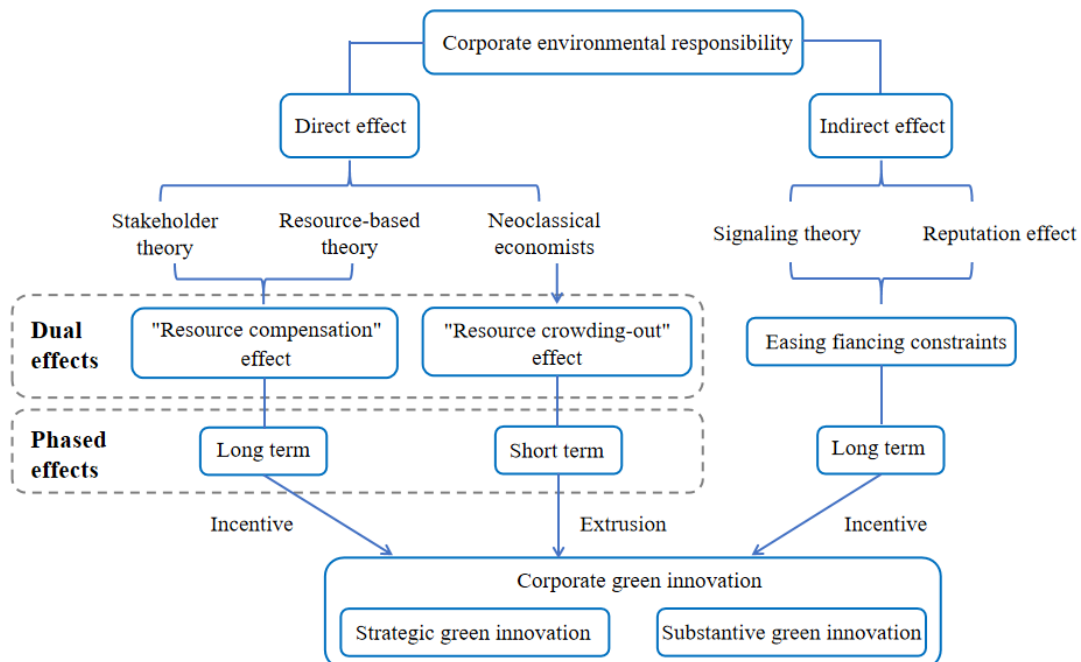 Corporate environmental responsibility
Direct effect
Indirect effect
Stakeholder
theory
Resource-based
theory
Neoclassical
economists
Signaling theory
Reputation effect
Dual
effects
"Resource compensation"
effect
"Resource crowding-out"
effect
Easing fiancing constraints
Phased
effects
Long term
Short term
Long term
Incentive
Extrusion
Incentive
Corporate green innovation
Strategic green innovation
Substantive green innovation